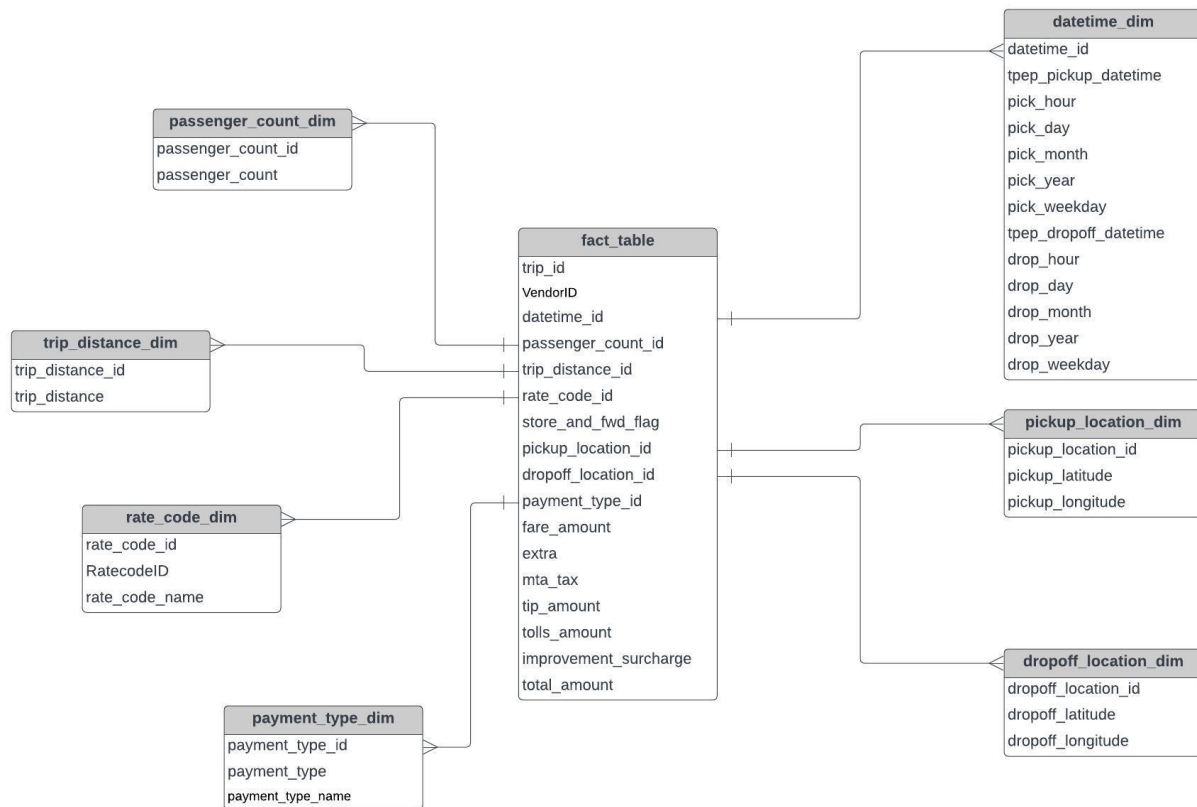 passenger_count_dim
passenger_count_id
passenger_count
trip_distance_dim
trip_distance_id
trip_distance
rate_code_dim
rate_code_id
RatecodeID
rate_code_name
payment_type_dim
payment_type_id
payment_type
payment_type_name
fact_table
trip_id
VendorID
datetime_id
passenger_count_id
trip_distance_id
rate_code_id
store_and_fwd_flag
pickup_location_id
dropoff_location_id
payment_type_id
fare_amount
extra
mta_tax
tip_amount
tolls_amount
improvement_surcharge
total_amount
datetime_dim
datetime_id
tpep_pickup_datetime
pick_hour
pick_day
pick_month
pick_year
pick_weekday
tpep_dropoff_datetime
drop_hour
drop_day
drop_month
drop_year
drop_weekday
pickup_location_dim
pickup_location_id
pickup_latitude
pickup_longitude
dropoff_location_dim
dropoff_location_id
dropoff_latitude
dropoff_longitude